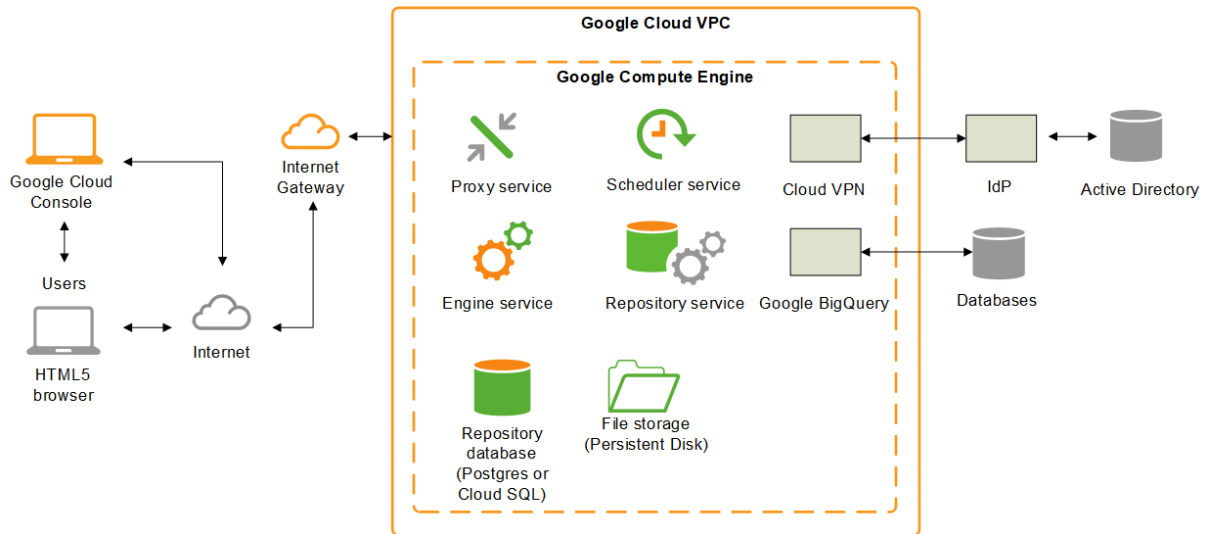 Google Cloud VPC
Google Compute Engine
Google Cloud
Console
Users
HTML5
browser
Internet
Internet
Gateway
Proxy service
Scheduler service
Cloud VPN
IdP
Active Directory
Engine service
Repository service
Google BigQuery
Databases
Repository
database
(Postgres or
Cloud SQL)
File storage
(Persistent Disk)